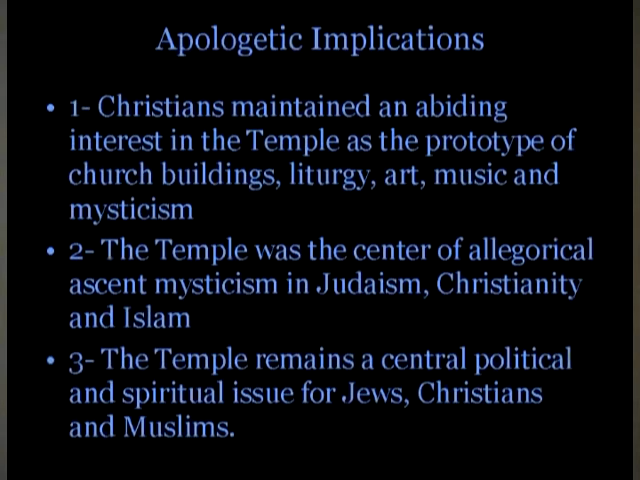 Apologetic Implications
• 1- Christians maintained an abiding
interest in the Temple as the prototype of
church buildings, liturgy, art, music and
mysticism
• 2- The Temple was the center of allegorical
ascent mysticism in Judaism, Christianity
and Islam
• 3- The Temple remains a central political
and spiritual issue for Jews, Christians
and Muslims.